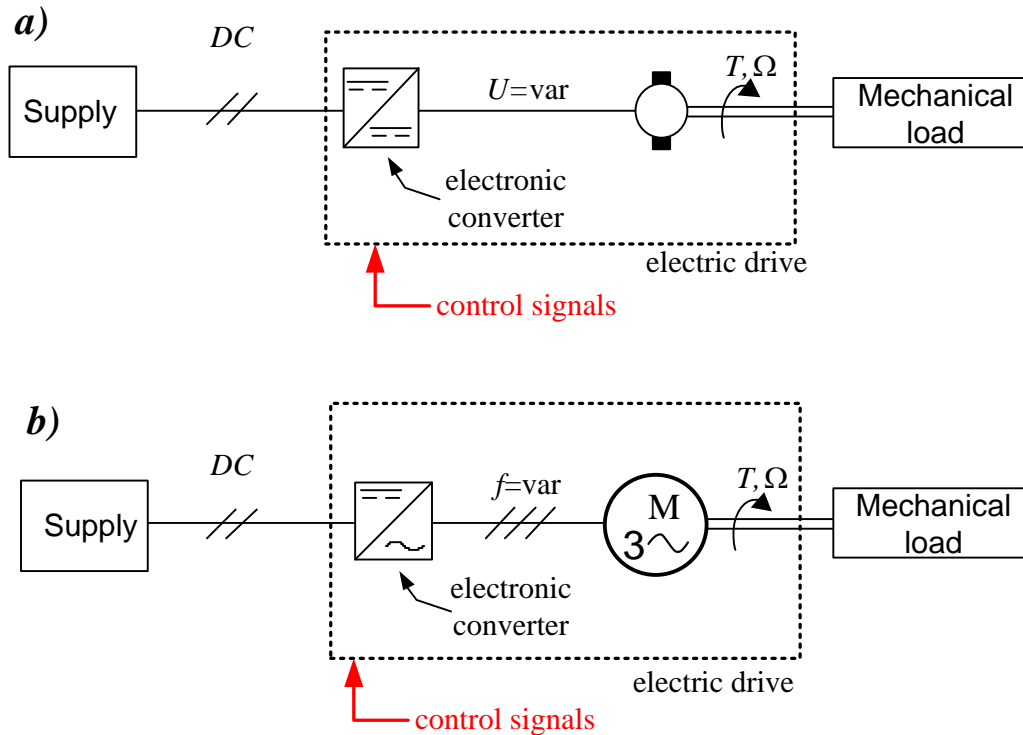 a)
DC
Supply
U=var
T, Ω
Mechanical
load
electronic
converter
electric drive
control signals
b)
DC
Supply
f=var
M
3
T, Ω
Mechanical
load
electronic
converter
electric drive
control signals